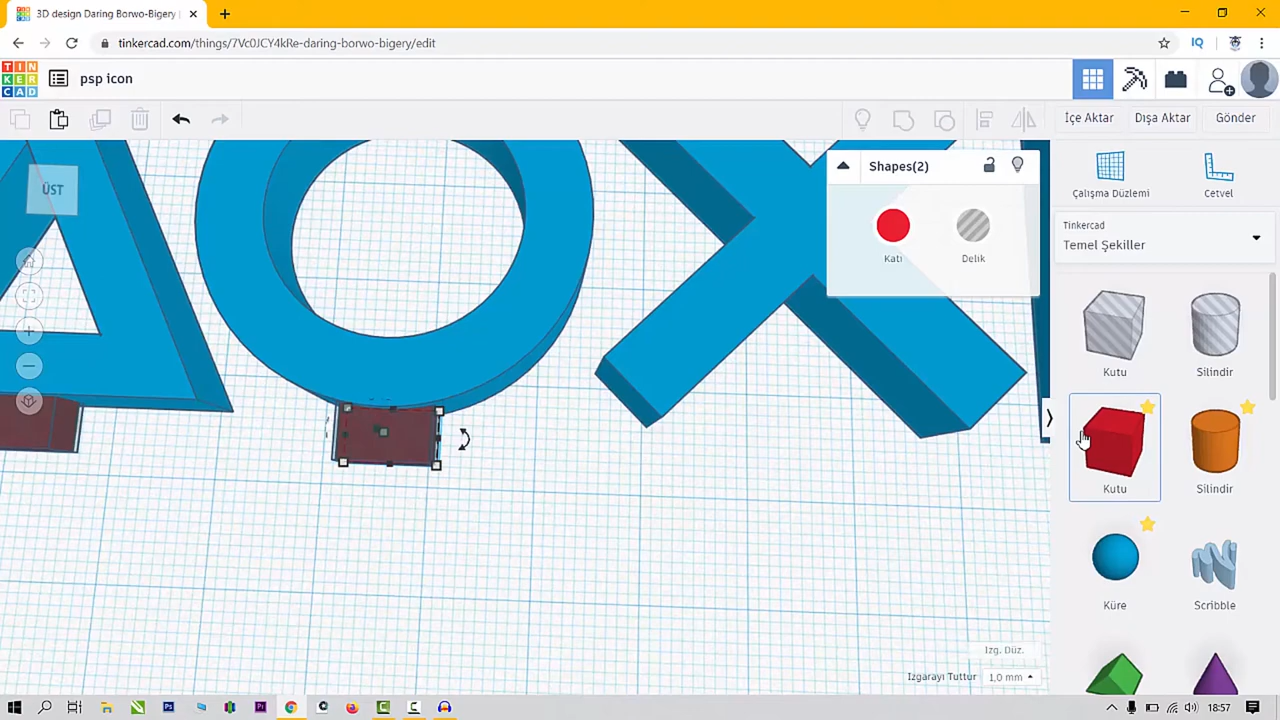 3D design Daring Borwo-Bigery
tinkercad.com/things/7Vc0JCY4kRe-daring-borwo-bigery/edit
IQ
TIN
KER
CAD
psp icon
İçe Aktar
Dışa Aktar
Gönder
ÜST
Shapes(2)
Katı
Delik
Çalışma Düzlemi
Cetvel
Tinkercad
Temel Şekiller
Kutu
Silindir
Kutu
Silindir
Küre
Scribble
Izg. Düz.
Izgarayı Tuttur
1,0 mm
18:57